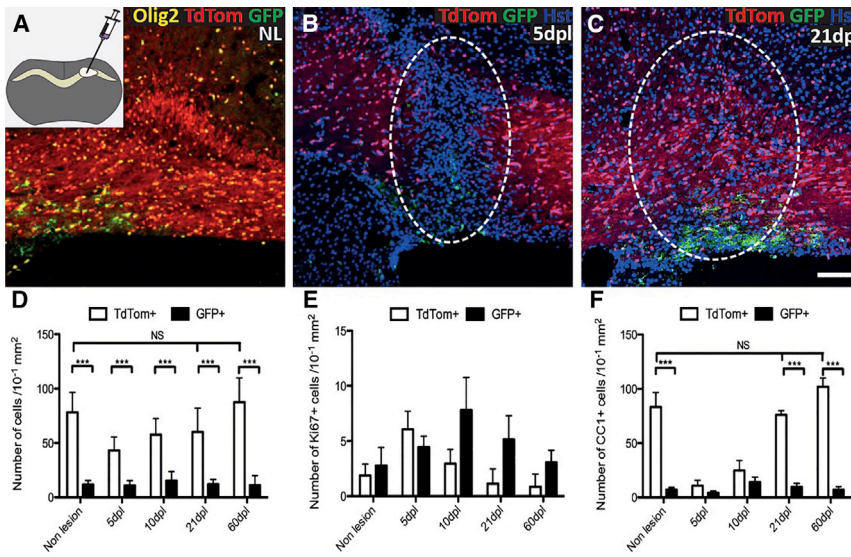 A Olig2 TdTom GFP
NL
B TdTom GFP Hst
5dpl
C TdTom GFP Hst
21dp
D TdTom+ GFP+
NS
*** *** *** *** ***
Number of cells /10⁻¹ mm²
100
50
0
Non lesion 5dpl 10dpl 21dpl 60dpl
E TdTom+ GFP+
Number of Ki67+ cells /10⁻¹ mm²
15
10
5
0
Non lesion 5dpl 10dpl 21dpl 60dpl
F TdTom+ GFP+
NS
*** *** ***
Number of CC1+ cells /10⁻¹ mm²
150
100
50
0
Non lesion 5dpl 10dpl 21dpl 60dpl